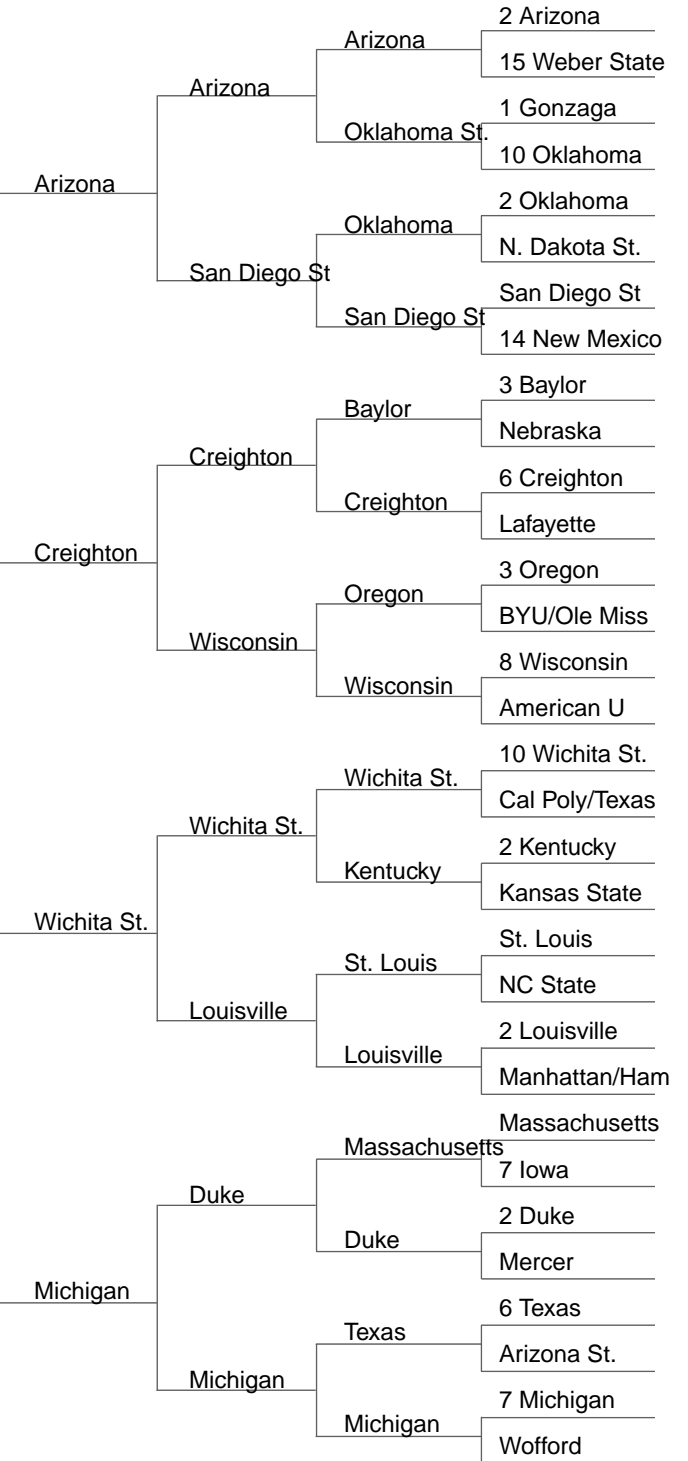 2 Arizona
Arizona
15 Weber State
Arizona
1 Gonzaga
Oklahoma St.
10 Oklahoma
Arizona
2 Oklahoma
Oklahoma
N. Dakota St.
San Diego St
San Diego St
San Diego St
14 New Mexico
3 Baylor
Baylor
Nebraska
Creighton
6 Creighton
Creighton
Lafayette
Creighton
3 Oregon
Oregon
BYU/Ole Miss
Wisconsin
8 Wisconsin
Wisconsin
American U
10 Wichita St.
Wichita St.
Cal Poly/Texas
Wichita St.
2 Kentucky
Kentucky
Kansas State
Wichita St.
St. Louis
St. Louis
NC State
Louisville
2 Louisville
Louisville
Manhattan/Ham
Massachusetts
Massachusetts
7 Iowa
Duke
2 Duke
Duke
Mercer
Michigan
6 Texas
Texas
Arizona St.
Michigan
7 Michigan
Michigan
Wofford